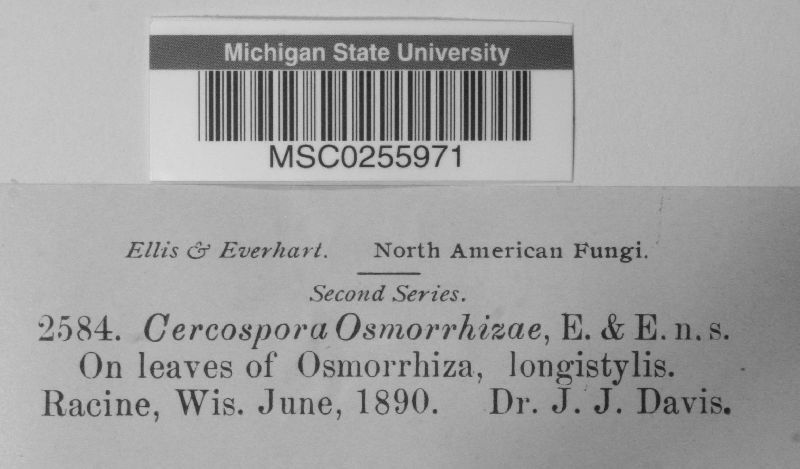 Michigan State University
MSC0255971
Ellis & Everhart. North American Fungi.
Second Series.
2584. Cercospora Osmorrhizae, E. & E. n. s.
On leaves of Osmorrhiza, longistylis.
Racine, Wis. June, 1890. Dr. J. J. Davis.